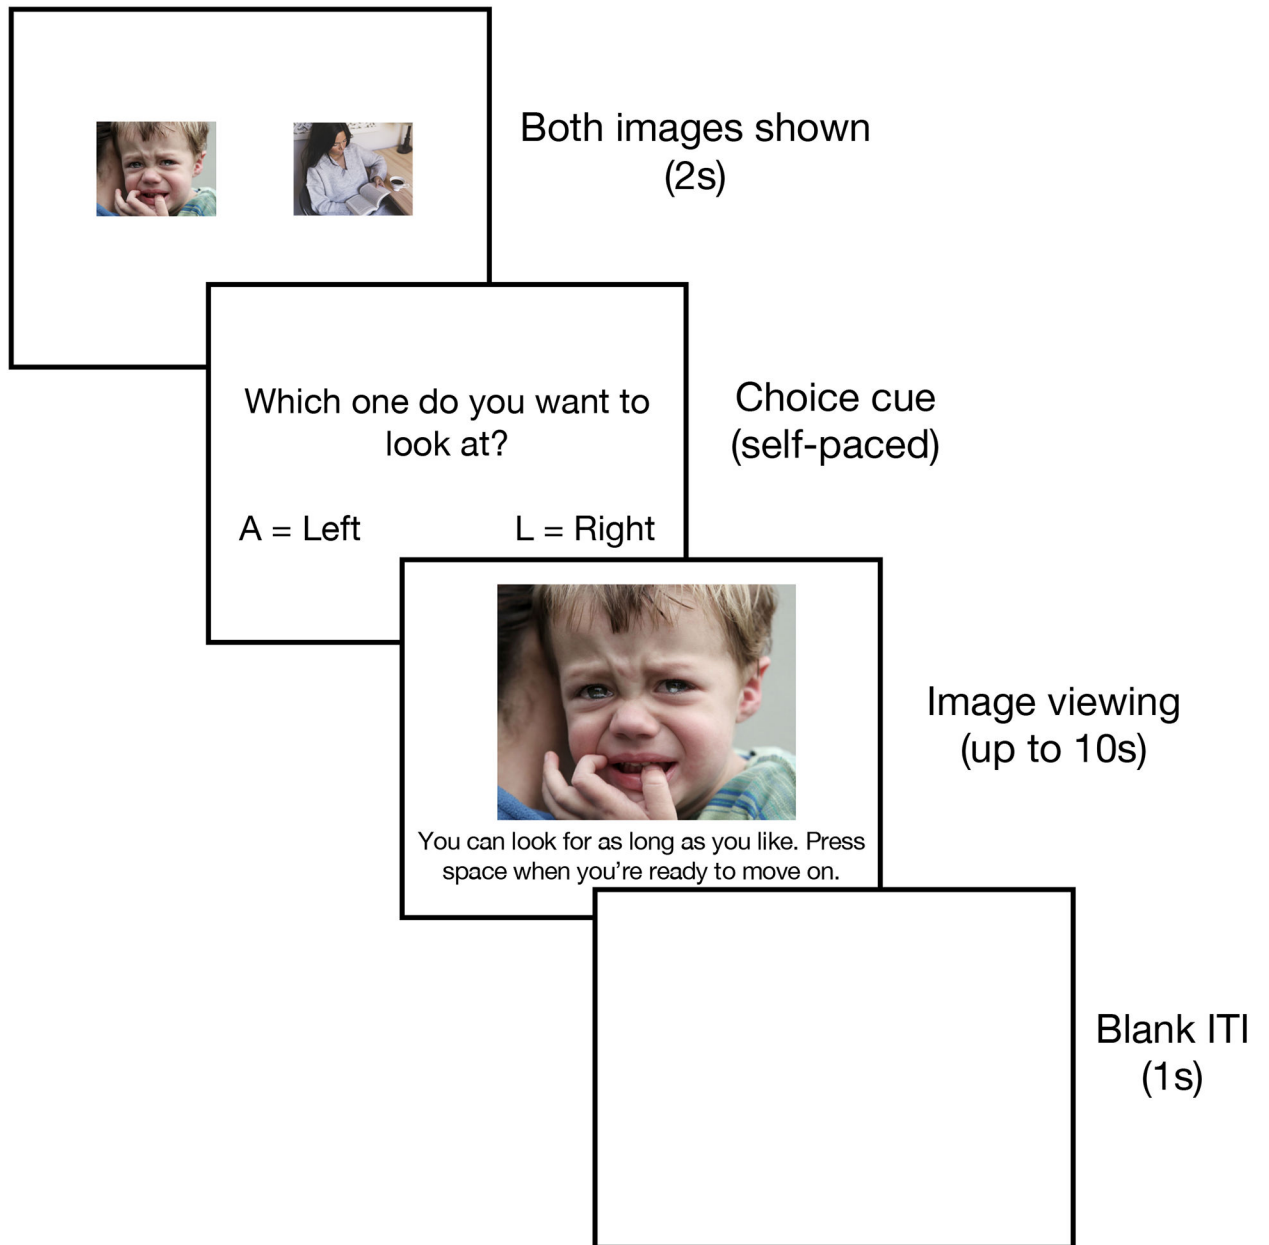 Both images shown
(2s)
Which one do you want to
look at?
A = Left
L = Right
Choice cue
(self-paced)
You can look for as long as you like. Press
space when you’re ready to move on.
Image viewing
(up to 10s)
Blank ITI
(1s)